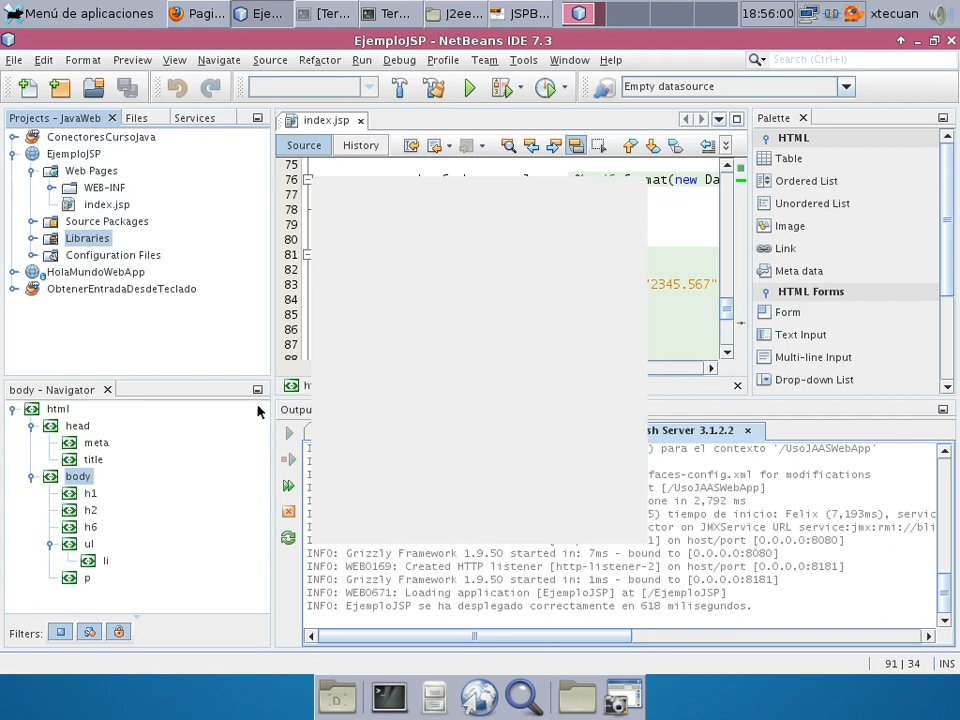 Menú de aplicaciones
Pagi...
Eje...
[Ter...
Ter...
J2ee...
JSPB...
18:56:00
xtecuan
EjemploJSP - NetBeans IDE 7.3
File Edit Format Preview View Navigate Source Refactor Run Debug Profile Team Tools Window Help
Search (Ctrl+I)
Empty datasource
Projects - JavaWeb
Files
Services
ConectoresCursoJava
EjemploJSP
Web Pages
WEB-INF
index.jsp
Source Packages
Libraries
Configuration Files
HolaMundoWebApp
ObtenerEntradaDesdeTeclado
index.jsp
Source
History
75
76
(new Da
77
78
79
80
81
82
83
"2345.567"
84
85
86
87
Palette
HTML
Table
Ordered List
Unordered List
Image
Link
Meta data
HTML Forms
Form
Text Input
Multi-line Input
Drop-down List
body - Navigator
html
head
meta
title
body
h1
h2
h6
ul
li
p
Filters:
Outpu
sh Server 3.1.2.2
) para el contexto '/UsoJAASWebApp'
faces-config.xml for modifications
t [/UsoJAASWebApp]
one in 2,792 ms
5) tiempo de inicio: Felix (7,193ms), servic
ctor on JMXService URL service:jmx:rmi://bli
1] on host/port [0.0.0.0:8080]
INFO: Grizzly Framework 1.9.50 started in: 7ms - bound to [0.0.0.0:8080]
INFO: WEB0169: Created HTTP listener [http-listener-2] on host/port [0.0.0.0:8181]
INFO: Grizzly Framework 1.9.50 started in: 1ms - bound to [0.0.0.0:8181]
INFO: WEB0671: Loading application [EjemploJSP] at [/EjemploJSP]
INFO: EjemploJSP se ha desplegado correctamente en 618 milisegundos.
91 | 34
INS